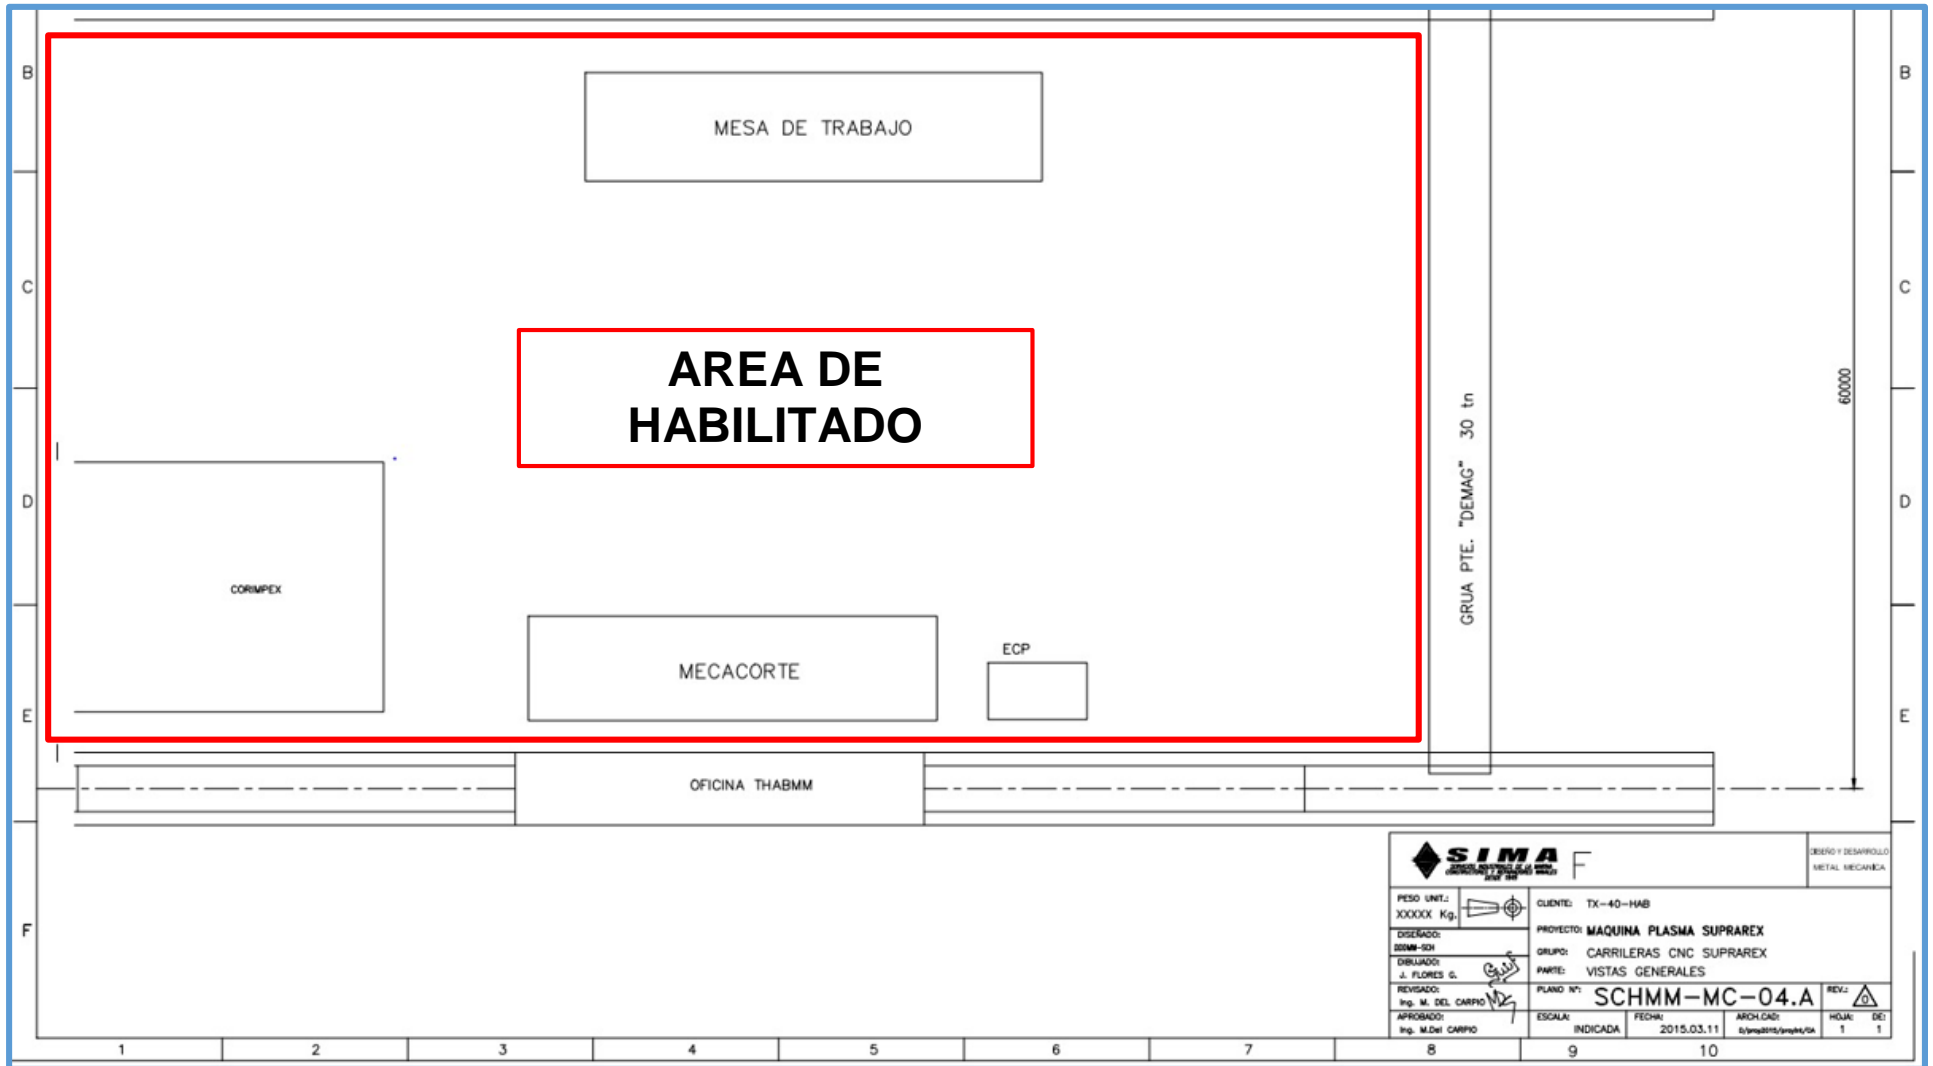 B
B
MESA DE TRABAJO
C
C
AREA DE
HABILITADO
60000
GRUA PTE. "DEMAG" 30 tn
D
D
CORIMPEX
ECP
MECACORTE
E
E
OFICINA THABMM
SIMA
F
DISEÑO Y DESARROLLO
METAL MECANICA
PESO UNIT.:
XXXXX Kg.
CLIENTE: TX-40-HAB
F
PROYECTO: MAQUINA PLASMA SUPRAREX
DISEÑADO:
DDDMM-SCH
GRUPO: CARRILERAS CNC SUPRAREX
DIBUJADO:
J. FLORES G.
PARTE: VISTAS GENERALES
REVISADO:
Ing. M. DEL CARPIO
PLANO Nº: SCHMM-MC-04.A
REV.: 0
APROBADO:
Ing. M.Del CARPIO
ESCALA: INDICADA
FECHA: 2015.03.11
ARCH.CAD:
HOJA: 1
DE: 1
1 2 3 4 5 6 7 8 9 10